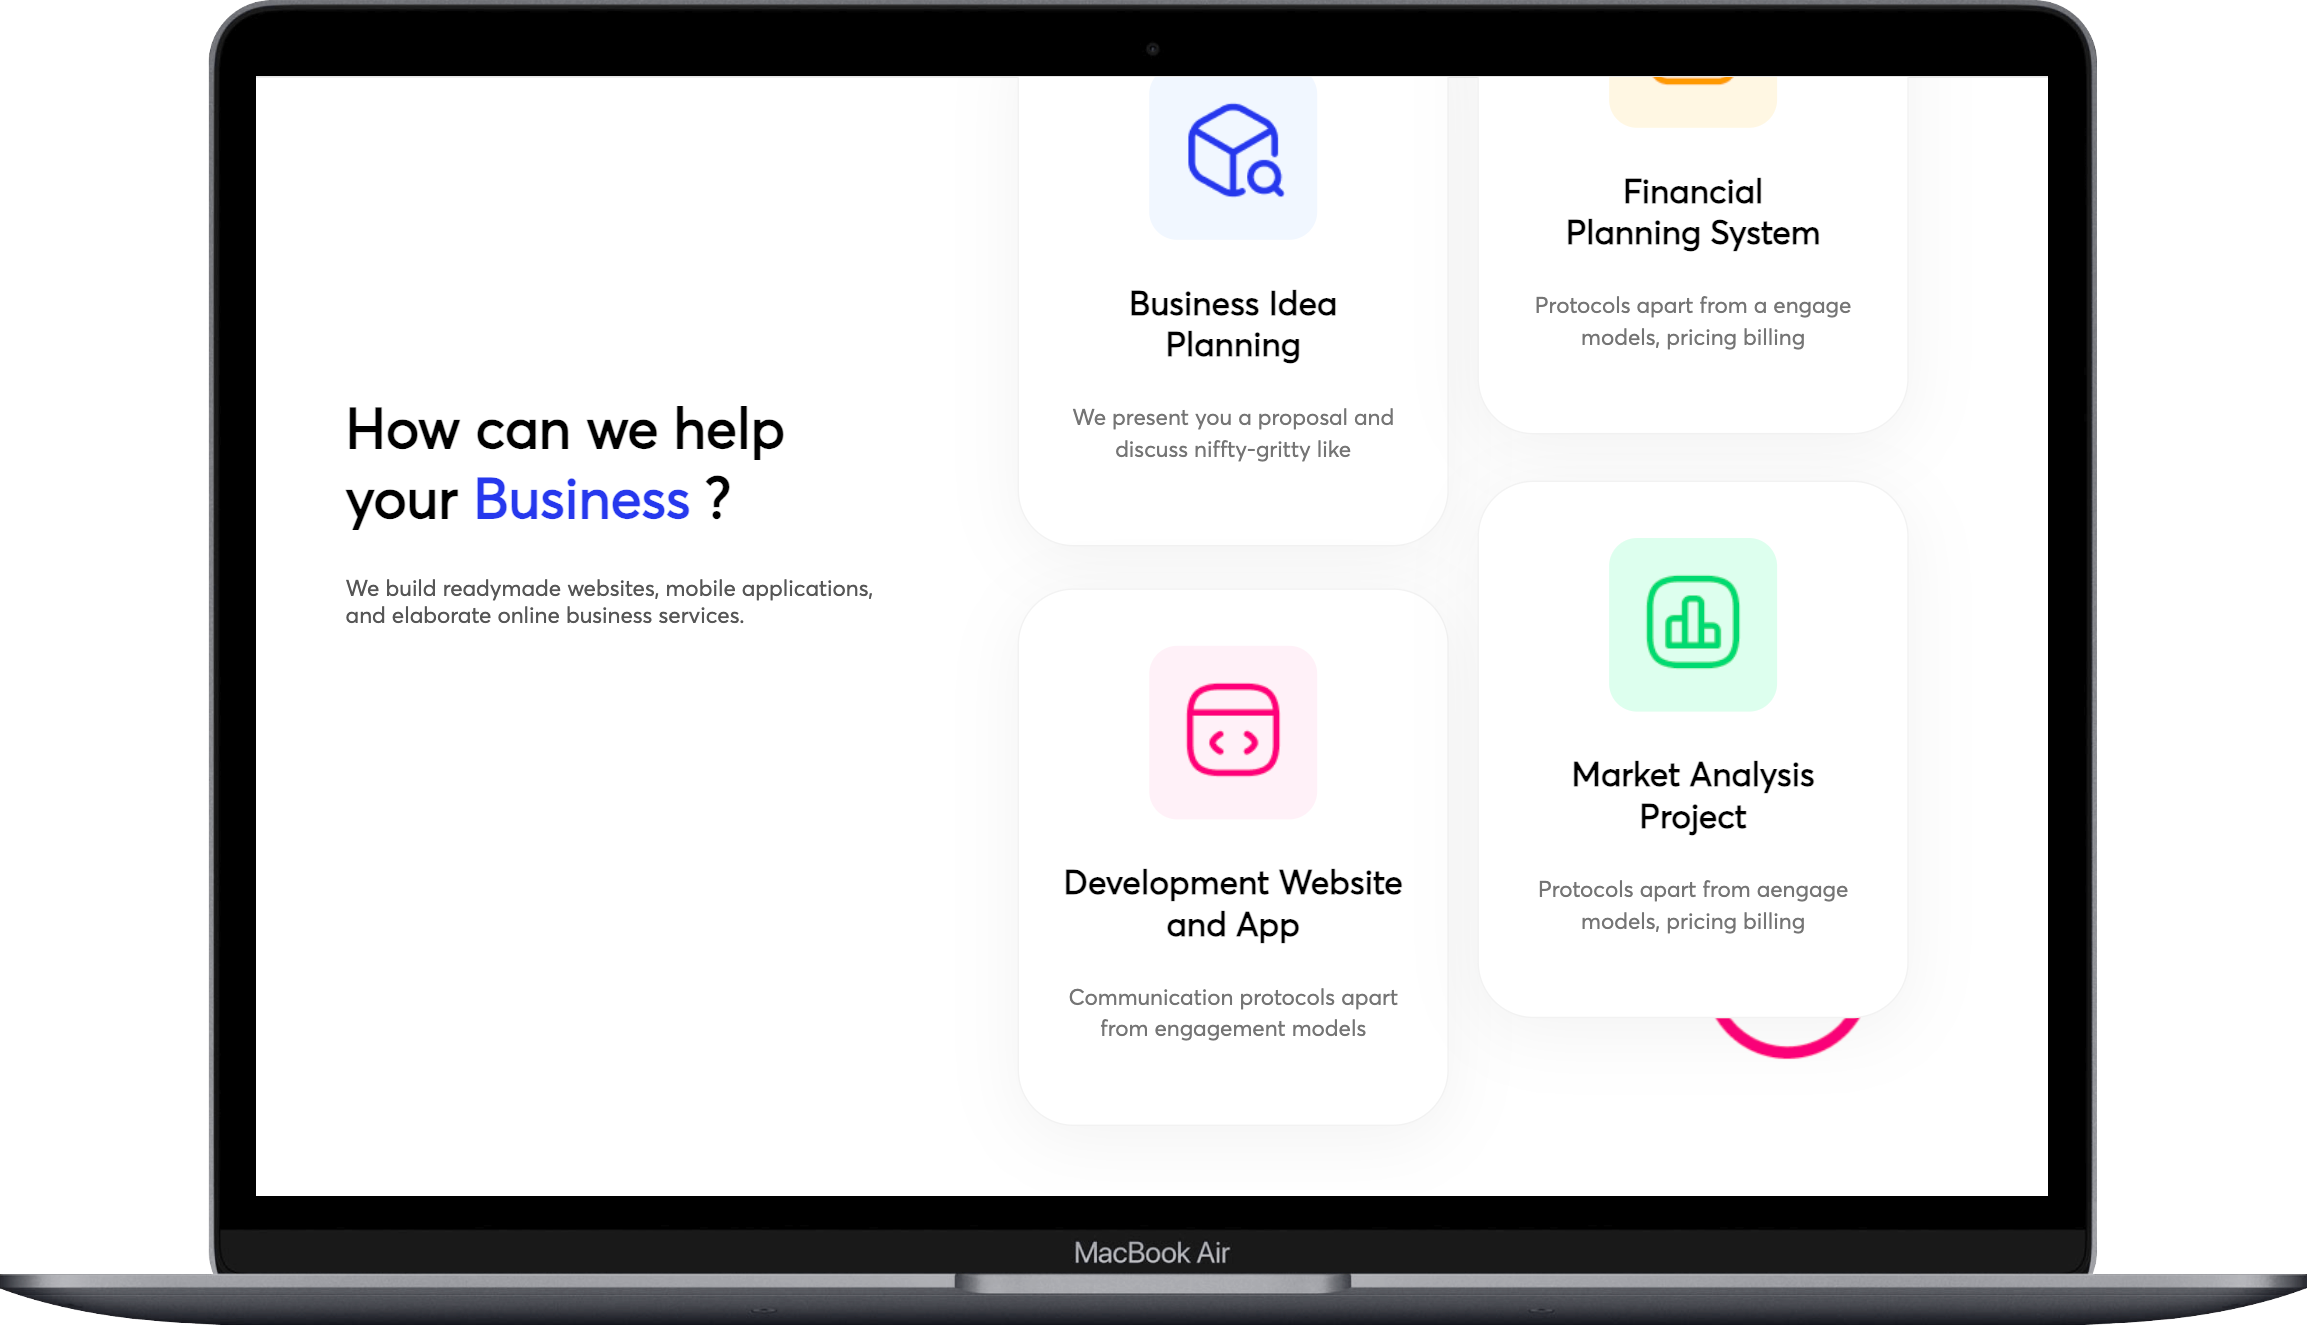 How can we help
your Business ?
We build readymade websites, mobile applications,
and elaborate online business services.
Business Idea
Planning
We present you a proposal and
discuss niffty-gritty like
Financial
Planning System
Protocols apart from a engage
models, pricing billing
Development Website
and App
Communication protocols apart
from engagement models
Market Analysis
Project
Protocols apart from aengage
models, pricing billing
MacBook Air